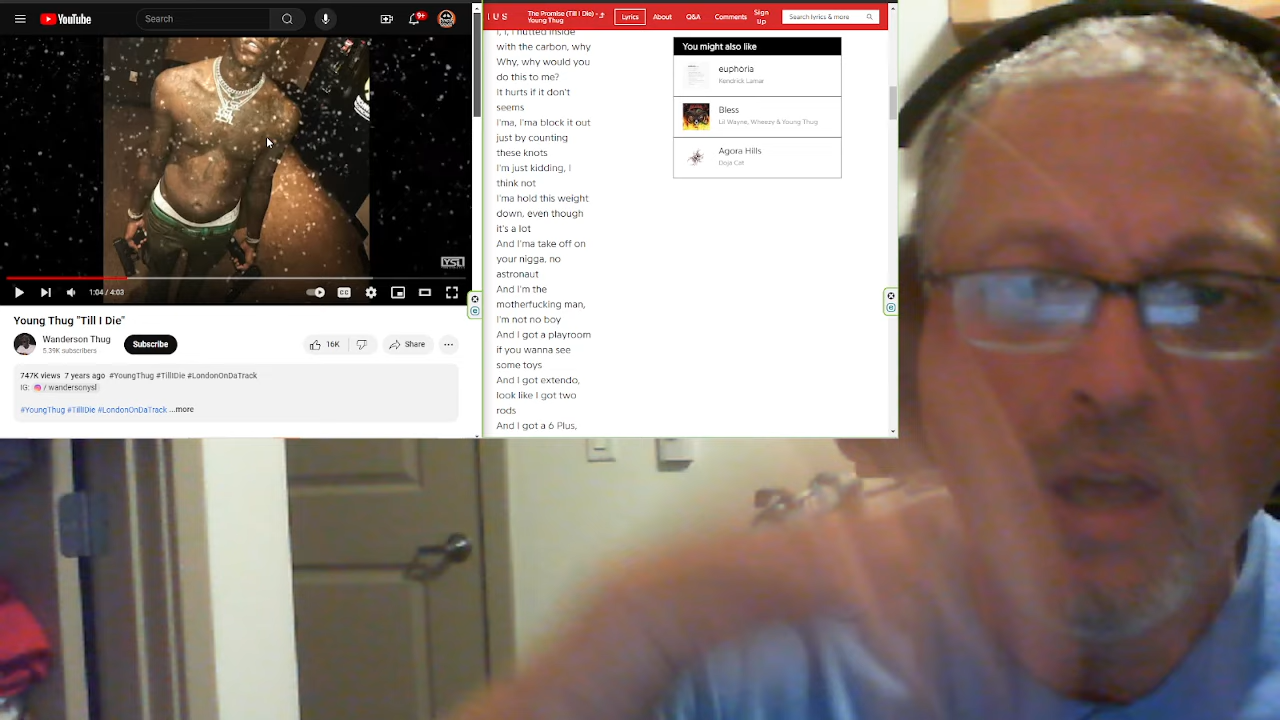 YouTube
Search
9+
YSL
1:04 / 4:03
CC
Young Thug "Till I Die"
Wanderson Thug
5.39K subscribers
Subscribe
16K
Share
747K views 7 years ago #YoungThug #TillIDie #LondonOnDaTrack
IG: / wandersonysl
#YoungThug #TillIDie #LondonOnDaTrack ...more
IUS
The Promise (Till I Die) -
Young Thug
Lyrics
About
Q&A
Comments
Sign
Up
Search lyrics & more
I, I, I nutted inside
with the carbon, why
Why, why would you
do this to me?
It hurts if it don't
seems
I'ma, I'ma block it out
just by counting
these knots
I'm just kidding, I
think not
I'ma hold this weight
down, even though
it's a lot
And I'ma take off on
your nigga, no
astronaut
And I'm the
motherfucking man,
I'm not no boy
And I got a playroom
if you wanna see
some toys
And I got extendo,
look like I got two
rods
And I got a 6 Plus,
You might also like
euphoria
Kendrick Lamar
Bless
Lil Wayne, Wheezy & Young Thug
Agora Hills
Doja Cat